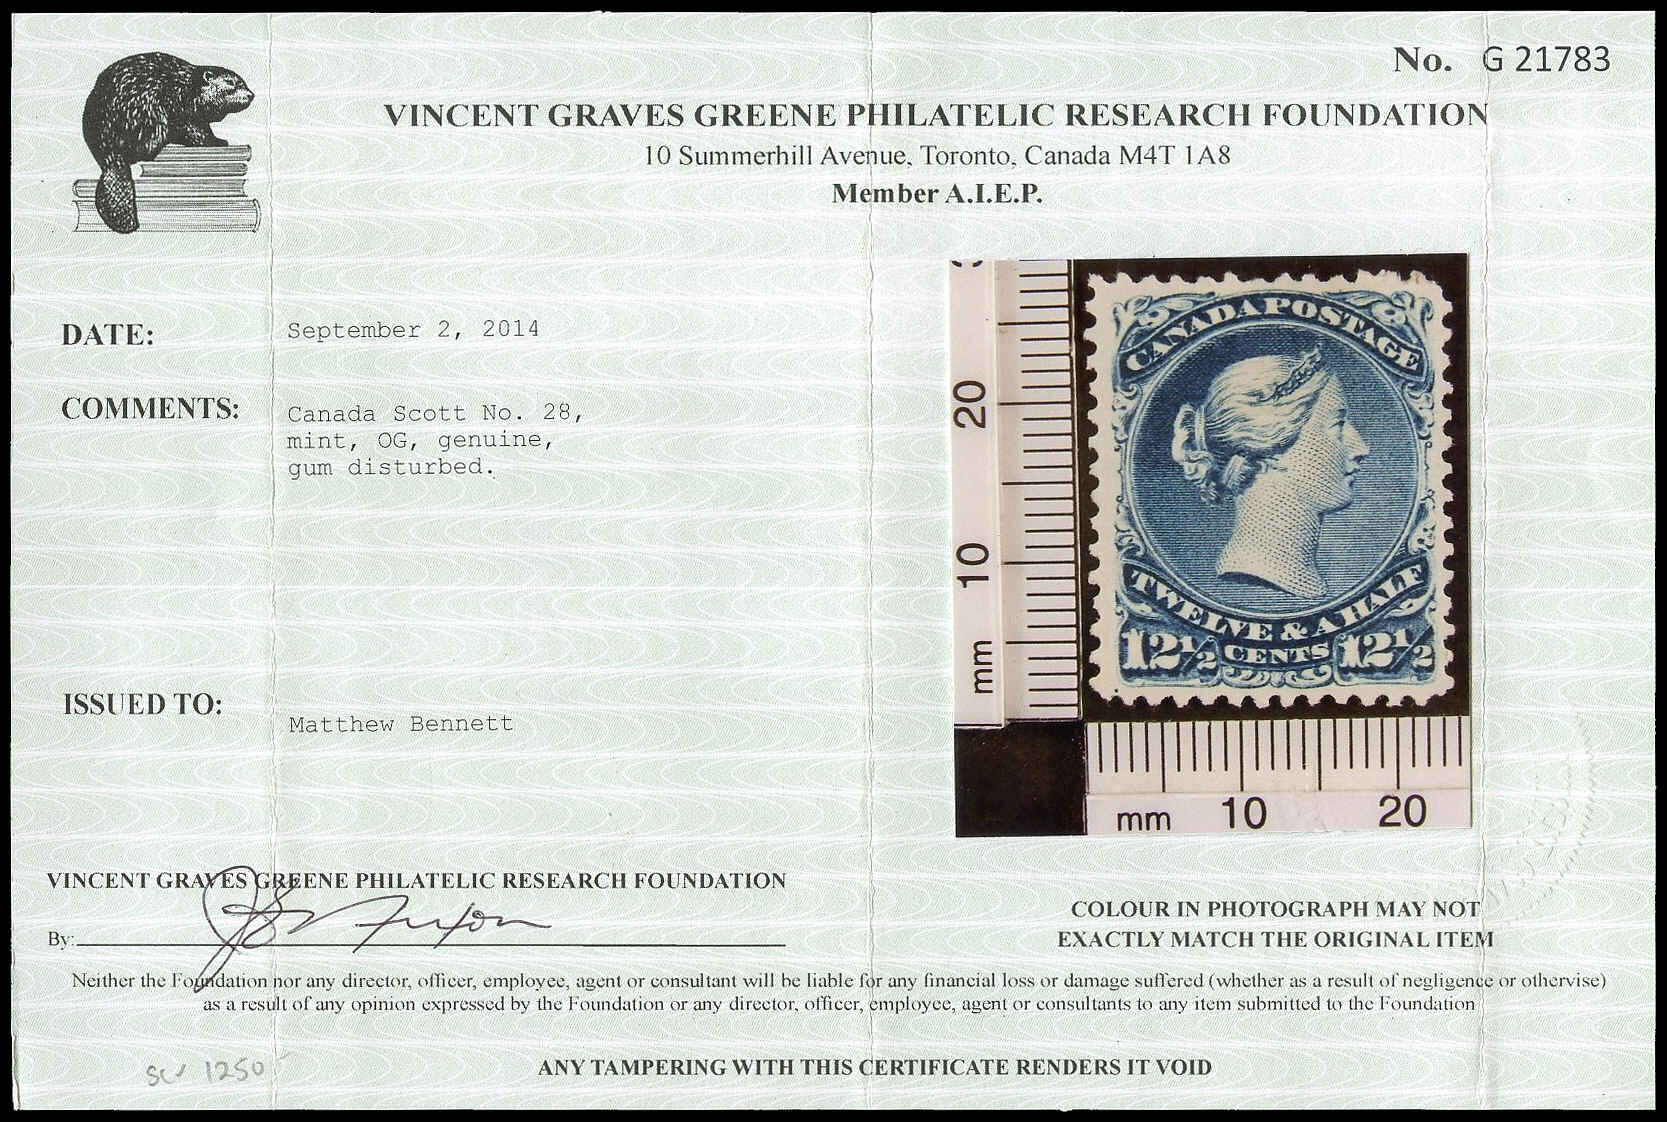 No. G 21783
VINCENT GRAVES GREENE PHILATELIC RESEARCH FOUNDATION
10 Summerhill Avenue, Toronto, Canada M4T 1A8
Member A.I.E.P.
DATE: September 2, 2014
COMMENTS: Canada Scott No. 28,
mint, OG, genuine,
gum disturbed.
ISSUED TO: Matthew Bennett
20
10
mm
CANADA POSTAGE
TWELVE & A HALF
12½ CENTS 12½
mm 10 20
VINCENT GRAVES GREENE PHILATELIC RESEARCH FOUNDATION
By:
COLOUR IN PHOTOGRAPH MAY NOT
EXACTLY MATCH THE ORIGINAL ITEM
Neither the Foundation nor any director, officer, employee, agent or consultant will be liable for any financial loss or damage suffered (whether as a result of negligence or othervise)
as a result of any opinion expressed by the Foundation or any director, officer, employee, agent or consultants to any item submitted to the Foundation
1250
ANY TAMPERING WITH THIS CERTIFICATE RENDERS IT VOID